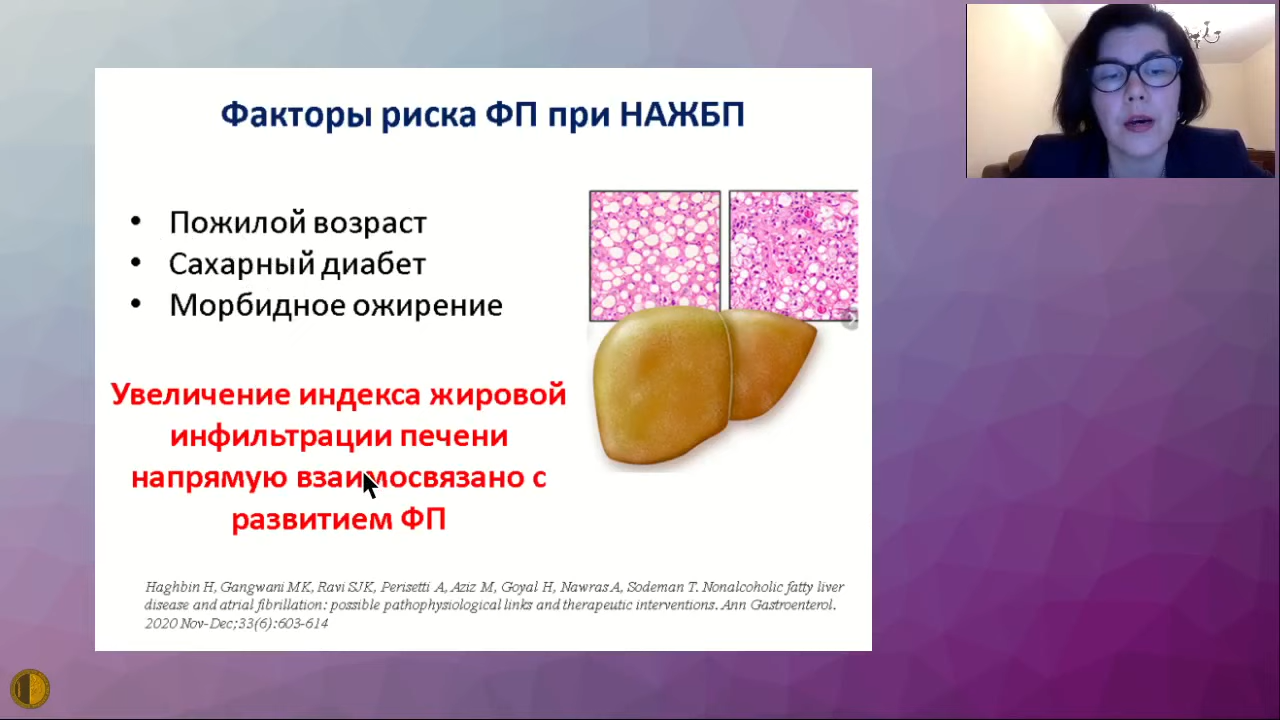 Факторы риска ФП при НАЖБП
• Пожилой возраст
• Сахарный диабет
• Морбидное ожирение
Увеличение индекса жировой
инфильтрации печени
напрямую взаимосвязано с
развитием ФП
Haghbin H, Gangwani MK, Ravi SJK, Perisetti A, Aziz M, Goyal H, Nawras A, Sodeman T. Nonalcoholic fatty liver
disease and atrial fibrillation: possible pathophysiological links and therapeutic interventions. Ann Gastroenterol.
2020 Nov-Dec;33(6):603-614